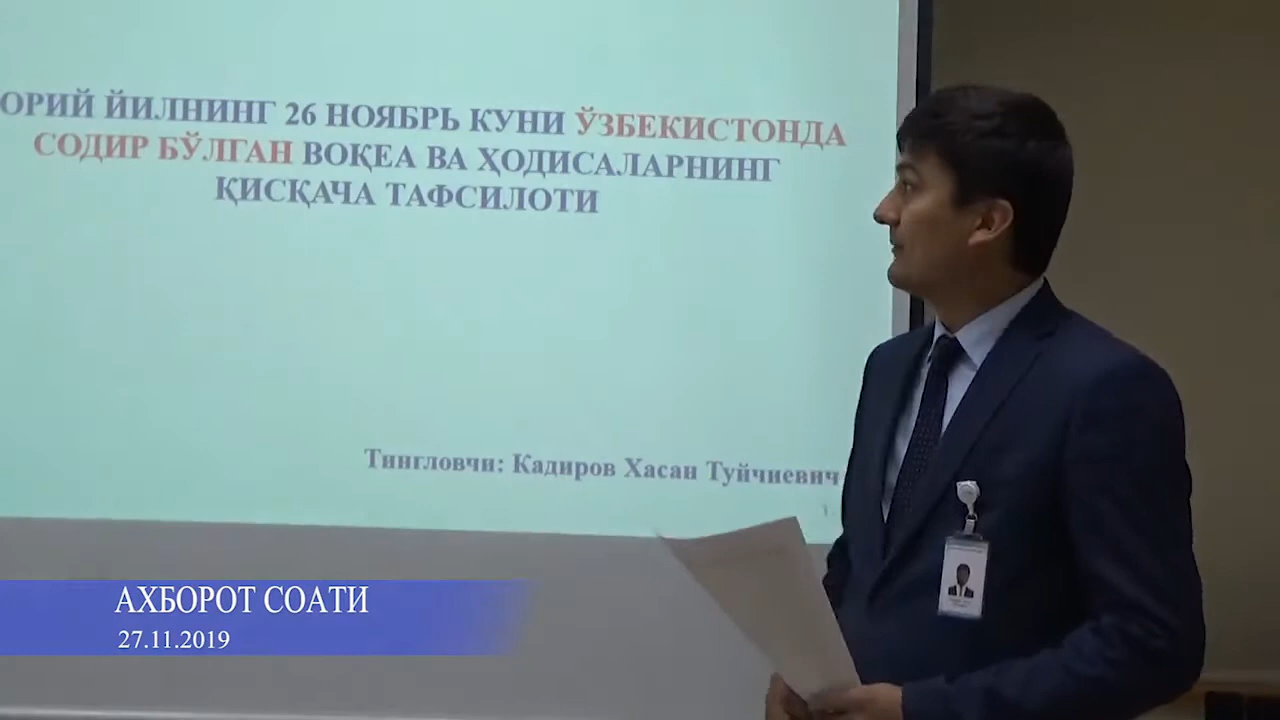 ОРИЙ ЙИЛНИНГ 26 НОЯБРЬ КУНИ ЎЗБЕКИСТОНДА
СОДИР БЎЛГАН ВОҚЕА ВА ҲОДИСАЛАРНИНГ
ҚИСҚАЧА ТАФСИЛОТИ
Тингловчи: Кадиров Хасан Туйчиевич
1
АХБОРОТ СОАТИ
27.11.2019